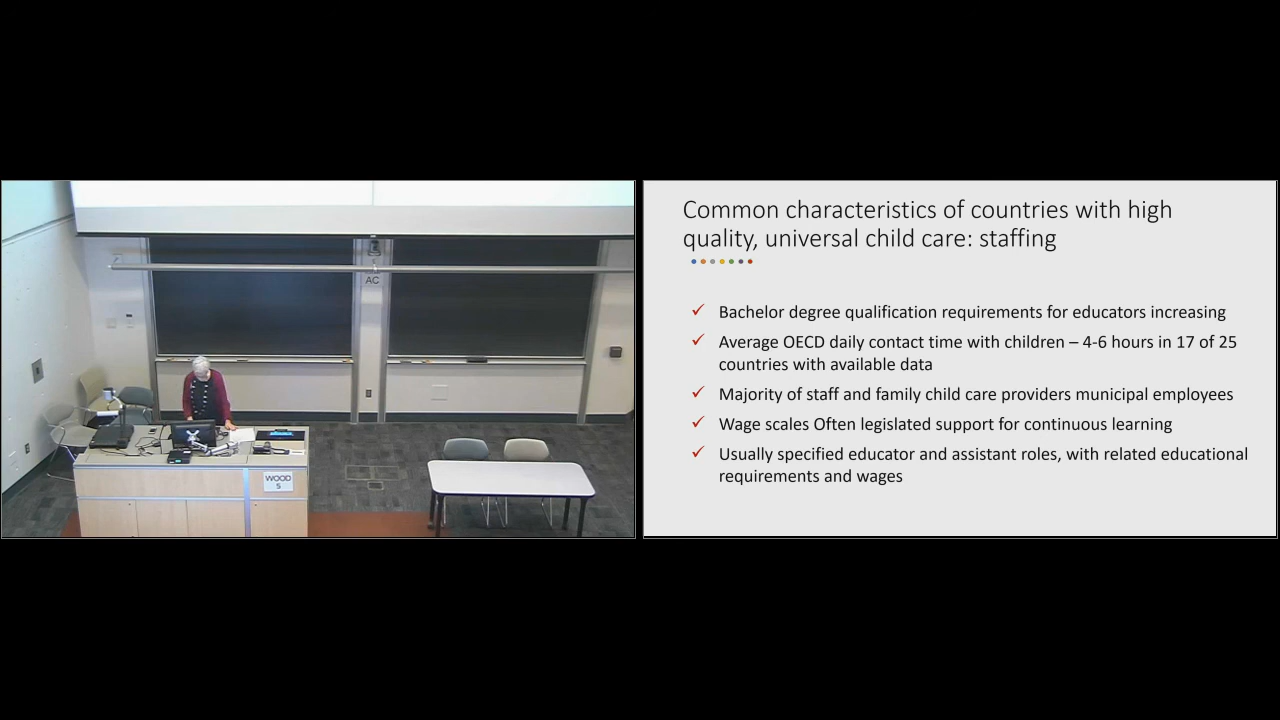 AC
WOOD
S
Common characteristics of countries with high
quality, universal child care: staffing
Bachelor degree qualification requirements for educators increasing
Average OECD daily contact time with children – 4-6 hours in 17 of 25
countries with available data
Majority of staff and family child care providers municipal employees
Wage scales Often legislated support for continuous learning
Usually specified educator and assistant roles, with related educational
requirements and wages